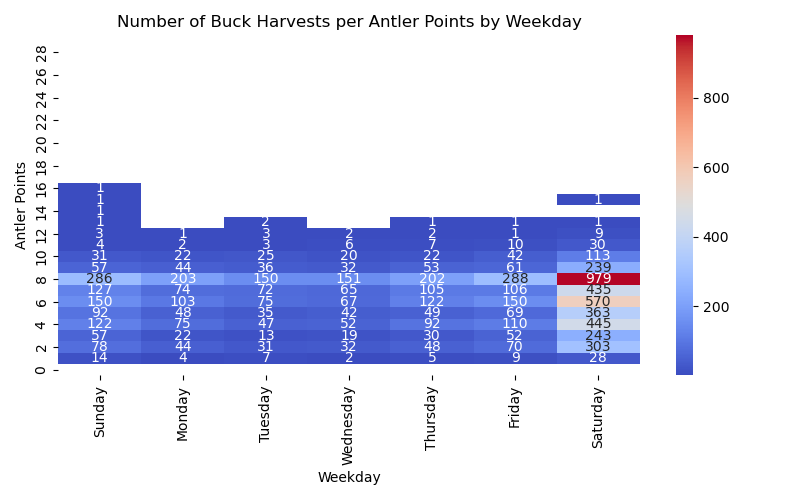 Number of Buck Harvests per Antler Points by Weekday
28
26
24
800
22
20
18
600
16 1
1 1
14 1
1 2 1 1 1
12 3 1 3 2 2 1 9
400
4 2 3 6 7 10 30
10 31 22 25 20 22 42 113
57 44 36 32 53 61 239
8 286 203 150 151 202 288 979
127 74 72 65 105 106 435
6 150 103 75 67 122 150 570
200
92 48 35 42 49 69 363
4 122 75 47 52 92 110 445
57 22 13 19 30 52 243
2 78 44 31 32 48 70 303
14 4 7 2 5 9 28
0
Antler Points
Sunday Monday Tuesday Wednesday Thursday Friday Saturday
Weekday